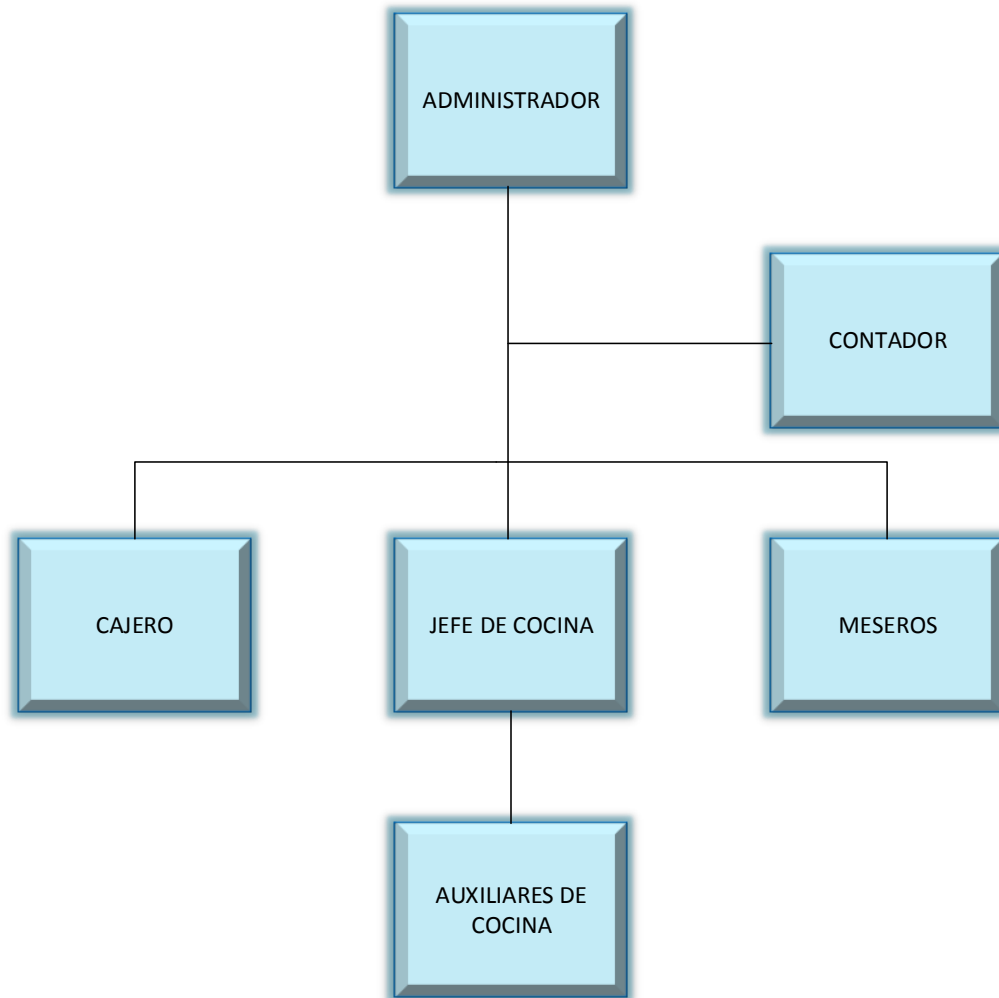 ADMINISTRADOR
CONTADOR
CAJERO
JEFE DE COCINA
MESEROS
AUXILIARES DE
COCINA